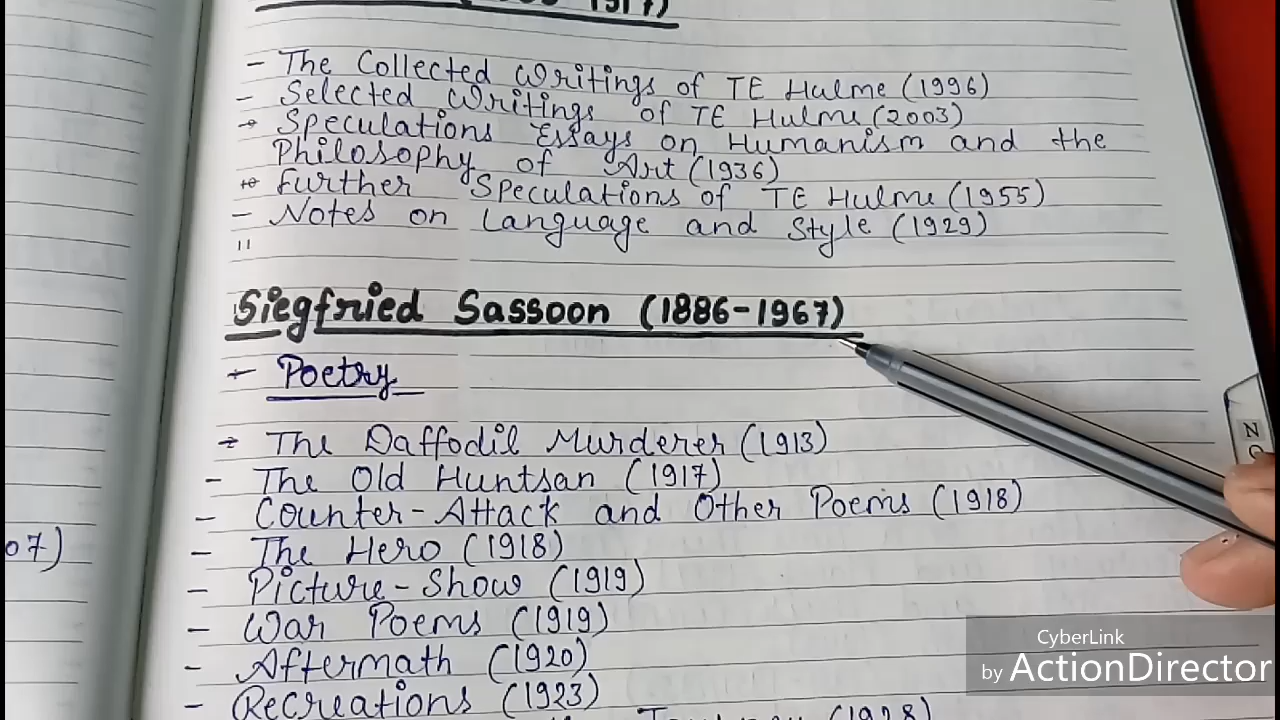 1917)
- The Collected Writings of TE Hulme (1996)
- Selected Writings of TE Hulme (2003)
- Speculations Essays on Humanism and the
Philosophy of Art (1936)
- Further Speculations of TE Hulme (1955)
- Notes on Language and Style (1929)
"
Siegfried Sassoon (1886-1967)
- Poetry
- The Daffodil Murderer (1913)
- The Old Huntsan (1917)
- Counter-Attack and Other Poems (1918)
07)
- The Hero (1918)
- Picture-Show (1919)
- War Poems (1919)
- Aftermath (1920)
- Recreations (1923)
(1928)
N
CyberLink
by ActionDirector